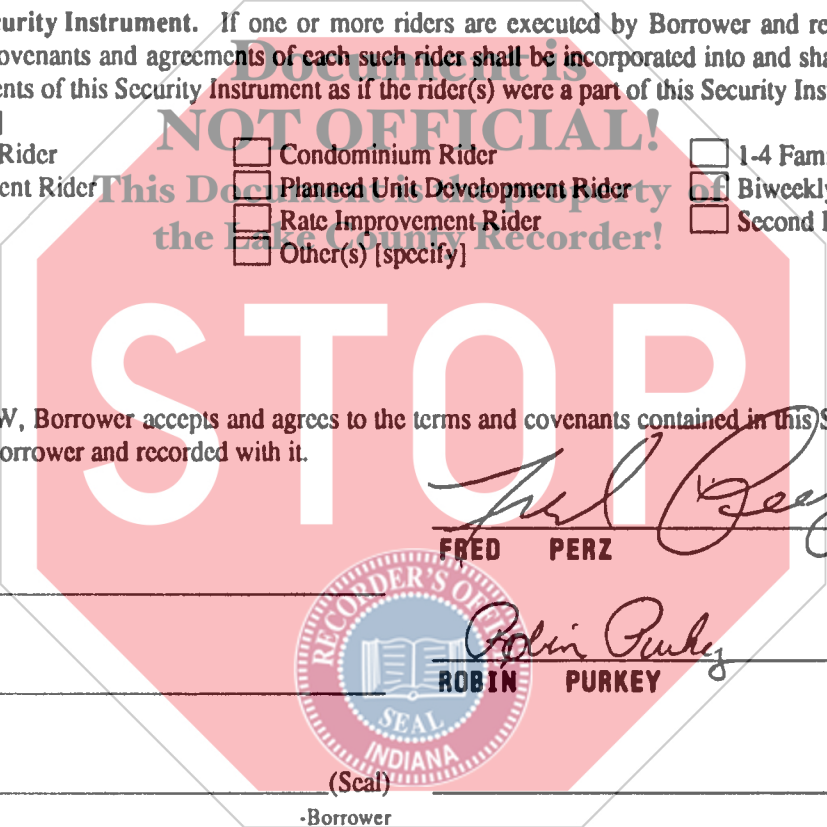 urity Instrument. If one or more riders are executed by Borrower and re
ovenants and agreements of each such rider shall be incorporated into and sha
Document is
ents of this Security Instrument as if the rider(s) were a part of this Security Ins
]
NOT OFFICIAL!
Rider
Condominium Rider
1-4 Fam
ent Rider
Planned Unit Development Rider
Biweekly
This Document is the property of
Rate Improvement Rider
Second
the Lake County Recorder!
Other(s) [specify]
STOP
W, Borrower accepts and agrees to the terms and covenants contained in this S
orrower and recorded with it.
Fred
FRED PERZ
Robin Purkey
ROBIN PURKEY
RECORDER'S OFFICE
SEAL
INDIANA
(Seal)
-Borrower